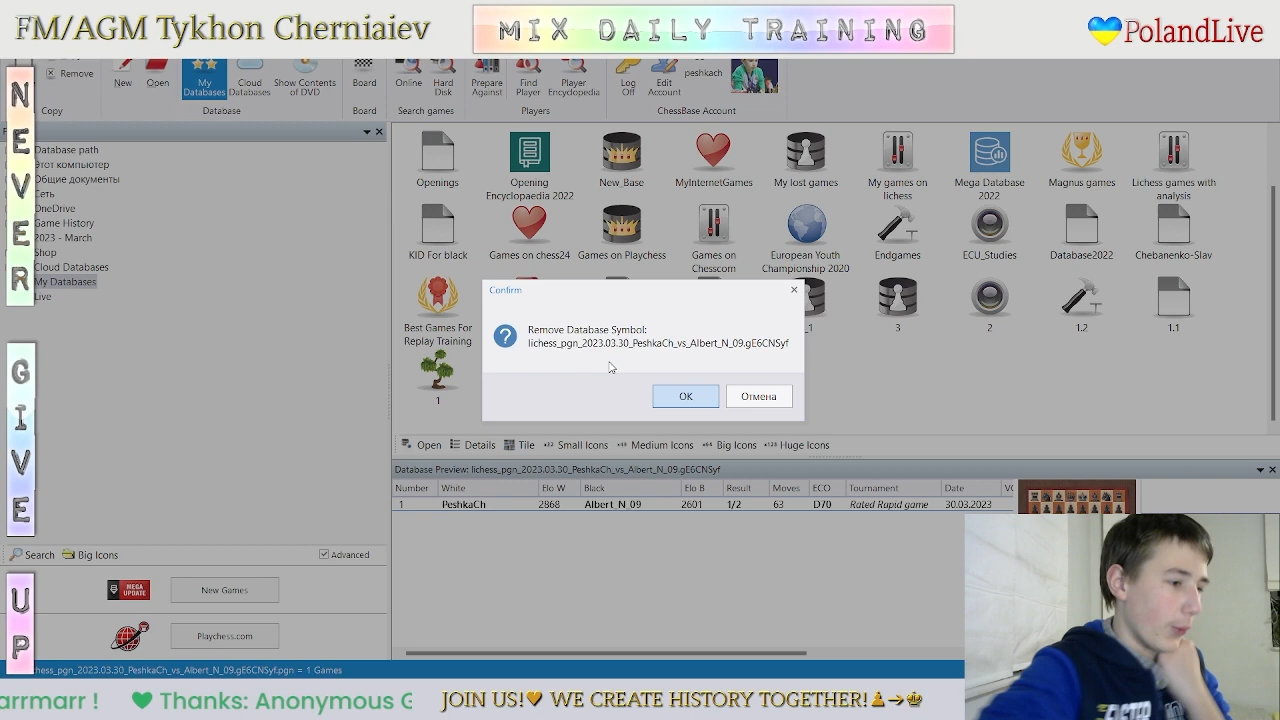 FM/AGM Tykhon Cherniaiev
MIX DAILY TRAINING
PolandLive
NEVER
GIVE
UP
Remove
New
Open
My
Databases
Cloud
Databases
Show Contents
of DVD
Board
Online
Hard
Disk
Prepare
Against
Find
Player
Player
Encyclopedia
Log
Off
Edit
Account
peshkach
Copy
Database
Board
Search games
Players
ChessBase Account
Database path
Этот компьютер
Общие документы
Сеть
OneDrive
Game History
2023 - March
Shop
Cloud Databases
My Databases
Live
Openings
Opening
Encyclopaedia 2022
New_Base
MyInternetGames
My lost games
My games on
lichess
Mega Database
2022
Magnus games
Lichess games with
analysis
KID For black
Games on chess24
Games on Playchess
Games on
Chesscom
European Youth
Championship 2020
Endgames
ECU_Studies
Database2022
Chebanenko-Slav
Best Games For
Replay Training
_1
3
2
1.2
1.1
1
Confirm
Remove Database Symbol:
lichess_pgn_2023.03.30_PeshkaCh_vs_Albert_N_09.gE6CNSyf
OK
Отмена
Open
Details
Tile
Small Icons
Medium Icons
Big Icons
Huge Icons
Database Preview: lichess_pgn_2023.03.30_PeshkaCh_vs_Albert_N_09.gE6CNSyf
Number White Elo W Black Elo B Result Moves ECO Tournament Date
1 PeshkaCh 2868 Albert_N_09 2601 1/2 63 D70 Rated Rapid game 30.03.2023
Search
Big Icons
Advanced
MEGA
UPDATE
New Games
Playchess.com
hess_pgn_2023.03.30_PeshkaCh_vs_Albert_N_09.gE6CNSyf.pgn = 1 Games
arrmarr !
Thanks: Anonymous G
JOIN US! WE CREATE HISTORY TOGETHER!